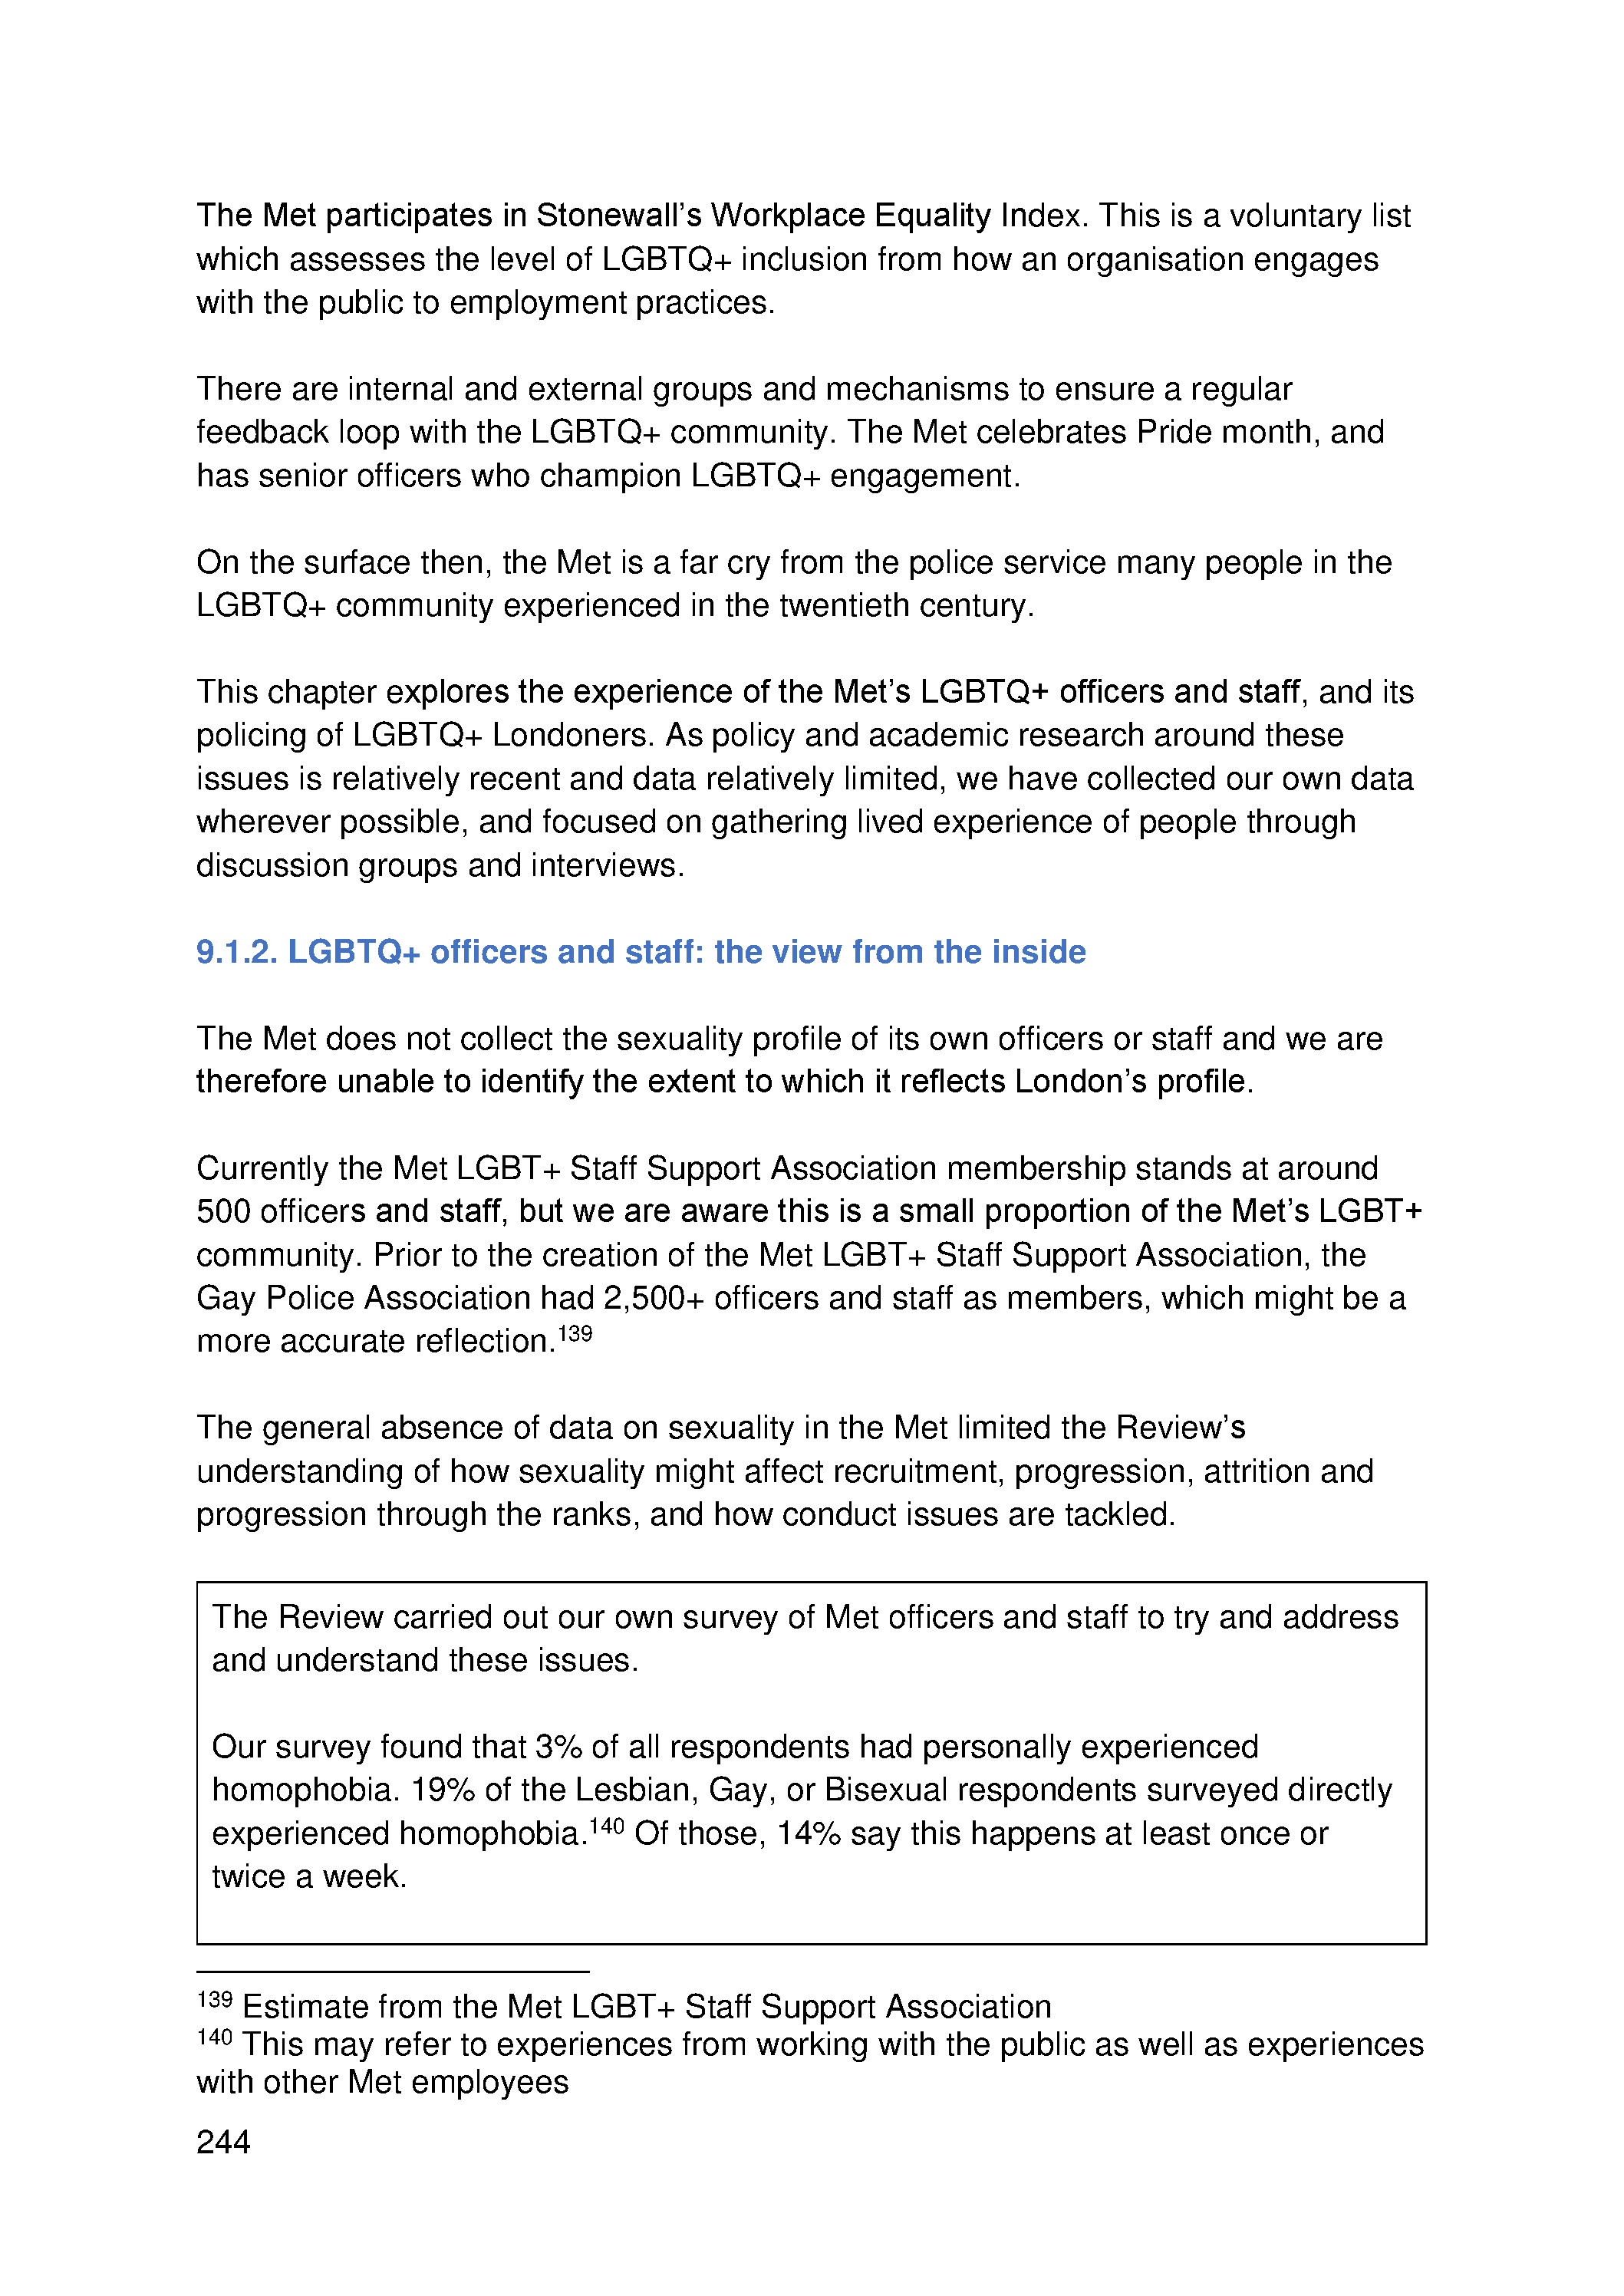 The Met participates in Stonewall's Workplace Equality Index. This is a voluntary list
which assesses the level of LGBTQ+ inclusion from how an organisation engages
with the public to employment practices.
There are internal and external groups and mechanisms to ensure a regular
feedback loop with the LGBTQ+ community. The Met celebrates Pride month, and
has senior officers who champion LGBTQ+ engagement.
On the surface then, the Met is a far cry from the police service many people in the
LGBTQ+ community experienced in the twentieth century.
This chapter explores the experience of the Met's LGBTQ+ officers and staff, and its
policing of LGBTQ+ Londoners. As policy and academic research around these
issues is relatively recent and data relatively limited, we have collected our own data
wherever possible, and focused on gathering lived experience of people through
discussion groups and interviews.
9.1.2. LGBTQ+ officers and staff: the view from the inside
The Met does not collect the sexuality profile of its own officers or staff and we are
therefore unable to identify the extent to which it reflects London's profile.
Currently the Met LGBT+ Staff Support Association membership stands at around
500 officers and staff, but we are aware this is a small proportion of the Met's LGBT+
community. Prior to the creation of the Met LGBT+ Staff Support Association, the
Gay Police Association had 2,500+ officers and staff as members, which might be a
more accurate reflection.139
The general absence of data on sexuality in the Met limited the Review's
understanding of how sexuality might affect recruitment, progression, attrition and
progression through the ranks, and how conduct issues are tackled.
The Review carried out our own survey of Met officers and staff to try and address
and understand these issues.
Our survey found that 3% of all respondents had personally experienced
homophobia. 19% of the Lesbian, Gay, or Bisexual respondents surveyed directly
experienced homophobia.140 Of those, 14% say this happens at least once or
twice a week.
139 Estimate from the Met LGBT+ Staff Support Association
140 This may refer to experiences from working with the public as well as experiences
with other Met employees
244